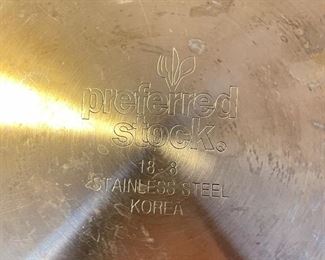 preferred
stock.
18-8
STAINLESS STEEL
KOREA